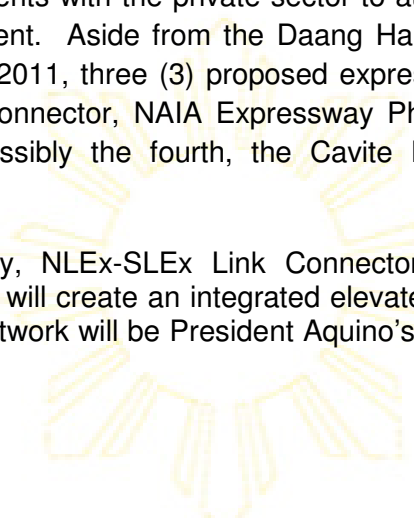 ents with the private sector to a
ent. Aside from the Daang Ha
2011, three (3) proposed expres
onnector, NAIA Expressway Ph
ssibly the fourth, the Cavite
y, NLEx-SLEx Link Connector
will create an integrated elevate
twork will be President Aquino's